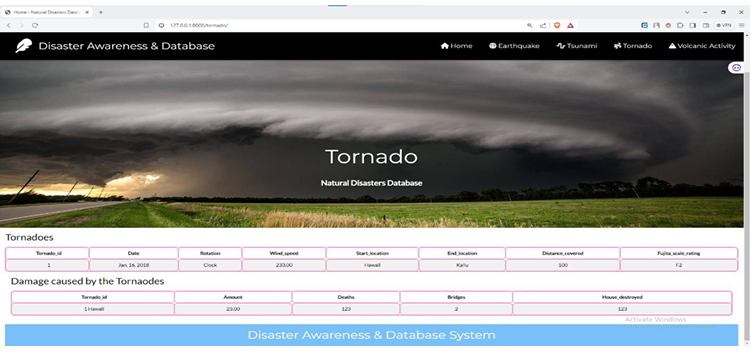 Home - Natural Disasters Datab
127.0.0.1:8000/tornado/
VPN
Disaster Awareness & Database
Home Earthquake Tsunami Tornado Volcanic Activity
Tornado
Natural Disasters Database
Tornadoes
Tornado_id Date Rotation Wind_speed Start_location End_location Distance_covered Fujita_scale_rating
1 Jan. 16, 2018 Clock 233.00 Hawaii Kailu 100 F2
Damage caused by the Tornaodes
Tornado_id Amount Deaths Bridges House_destroyed
1 Hawaii 23.00 123 2 123
Activate Windows
Disaster Awareness & Database System